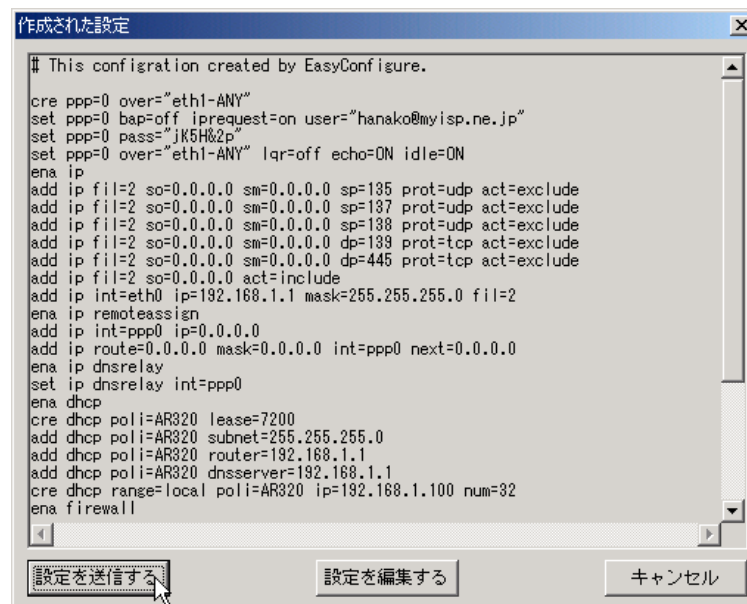 作成された設定
# This configration created by EasyConfigure.
cre ppp=0 over="eth1-ANY"
set ppp=0 bap=off iprequest=on user="hanako@myisp.ne.jp"
set ppp=0 pass="jK5H&2p"
set ppp=0 over="eth1-ANY" lqr=off echo=ON idle=ON
ena ip
add ip fil=2 so=0.0.0.0 sm=0.0.0.0 sp=135 prot=udp act=exclude
add ip fil=2 so=0.0.0.0 sm=0.0.0.0 sp=137 prot=udp act=exclude
add ip fil=2 so=0.0.0.0 sm=0.0.0.0 sp=138 prot=udp act=exclude
add ip fil=2 so=0.0.0.0 sm=0.0.0.0 dp=139 prot=tcp act=exclude
add ip fil=2 so=0.0.0.0 sm=0.0.0.0 dp=445 prot=tcp act=exclude
add ip fil=2 so=0.0.0.0 act=include
add ip int=eth0 ip=192.168.1.1 mask=255.255.255.0 fil=2
ena ip remoteassign
add ip int=ppp0 ip=0.0.0.0
add ip route=0.0.0.0 mask=0.0.0.0 int=ppp0 next=0.0.0.0
ena ip dnsrelay
set ip dnsrelay int=ppp0
ena dhcp
cre dhcp poli=AR320 lease=7200
add dhcp poli=AR320 subnet=255.255.255.0
add dhcp poli=AR320 router=192.168.1.1
add dhcp poli=AR320 dnsserver=192.168.1.1
cre dhcp range=local poli=AR320 ip=192.168.1.100 num=32
ena firewall
設定を送信する
設定を編集する
キャンセル